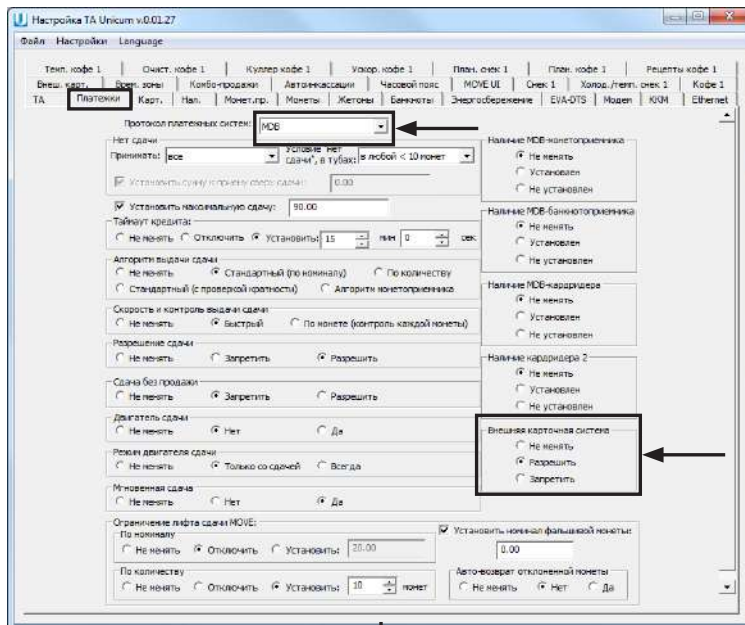 Настройка TA Unicum v.0.01.27
Файл Настройки Language
Темп. кофе 1 Очист. кофе 1 Куллер кофе 1 Ускор. кофе 1 План. снек 1 План. кофе 1 Рецепты кофе 1
Внеш. карт. Врем. зоны Комбо-продажи Автоинкассации Часовой пояс MOVE UI Снек 1 Холод./темп. снек 1 Кофе 1
TA Платежки Карт. Нал. Монет.пр. Монеты Жетоны Банкноты Энергосбережение EVA-DTS Модем ККМ Ethernet
Протокол платежных систем: MDB
Нет сдачи
Принимать: все Условие "нет сдачи", в тубах: в любой < 10 монет
Установить сумму к приему сверх сдачи: 0.00
Установить максимальную сдачу: 90.00
Таймаут кредита:
Не менять Отключить Установить: 15 мин 0 сек
Алгоритм выдачи сдачи
Не менять Стандартный (по номиналу) По количеству
Стандартный (с проверкой кратности) Алгоритм монетоприемника
Скорость и контроль выдачи сдачи
Не менять Быстрый По монете (контроль каждой монеты)
Разрешение сдачи
Не менять Запретить Разрешить
Сдача без продажи
Не менять Запретить Разрешить
Двигатель сдачи
Не менять Нет Да
Режим двигателя сдачи
Не менять Только со сдачей Всегда
Мгновенная сдача
Не менять Нет Да
Ограничение лифта сдачи MOVE:
По номиналу
Не менять Отключить Установить: 20.00
По количеству
Не менять Отключить Установить: 10 монет
Наличие MDB-монетоприемника
Не менять
Установлен
Не установлен
Наличие MDB-банкнотоприемника
Не менять
Установлен
Не установлен
Наличие MDB-кардридера
Не менять
Установлен
Не установлен
Наличие кардридера 2
Не менять
Установлен
Не установлен
Внешняя карточная система
Не менять
Разрешить
Запретить
Установить номинал фальшивой монеты:
0.00
Авто-возврат отклоненной монеты
Не менять Нет Да